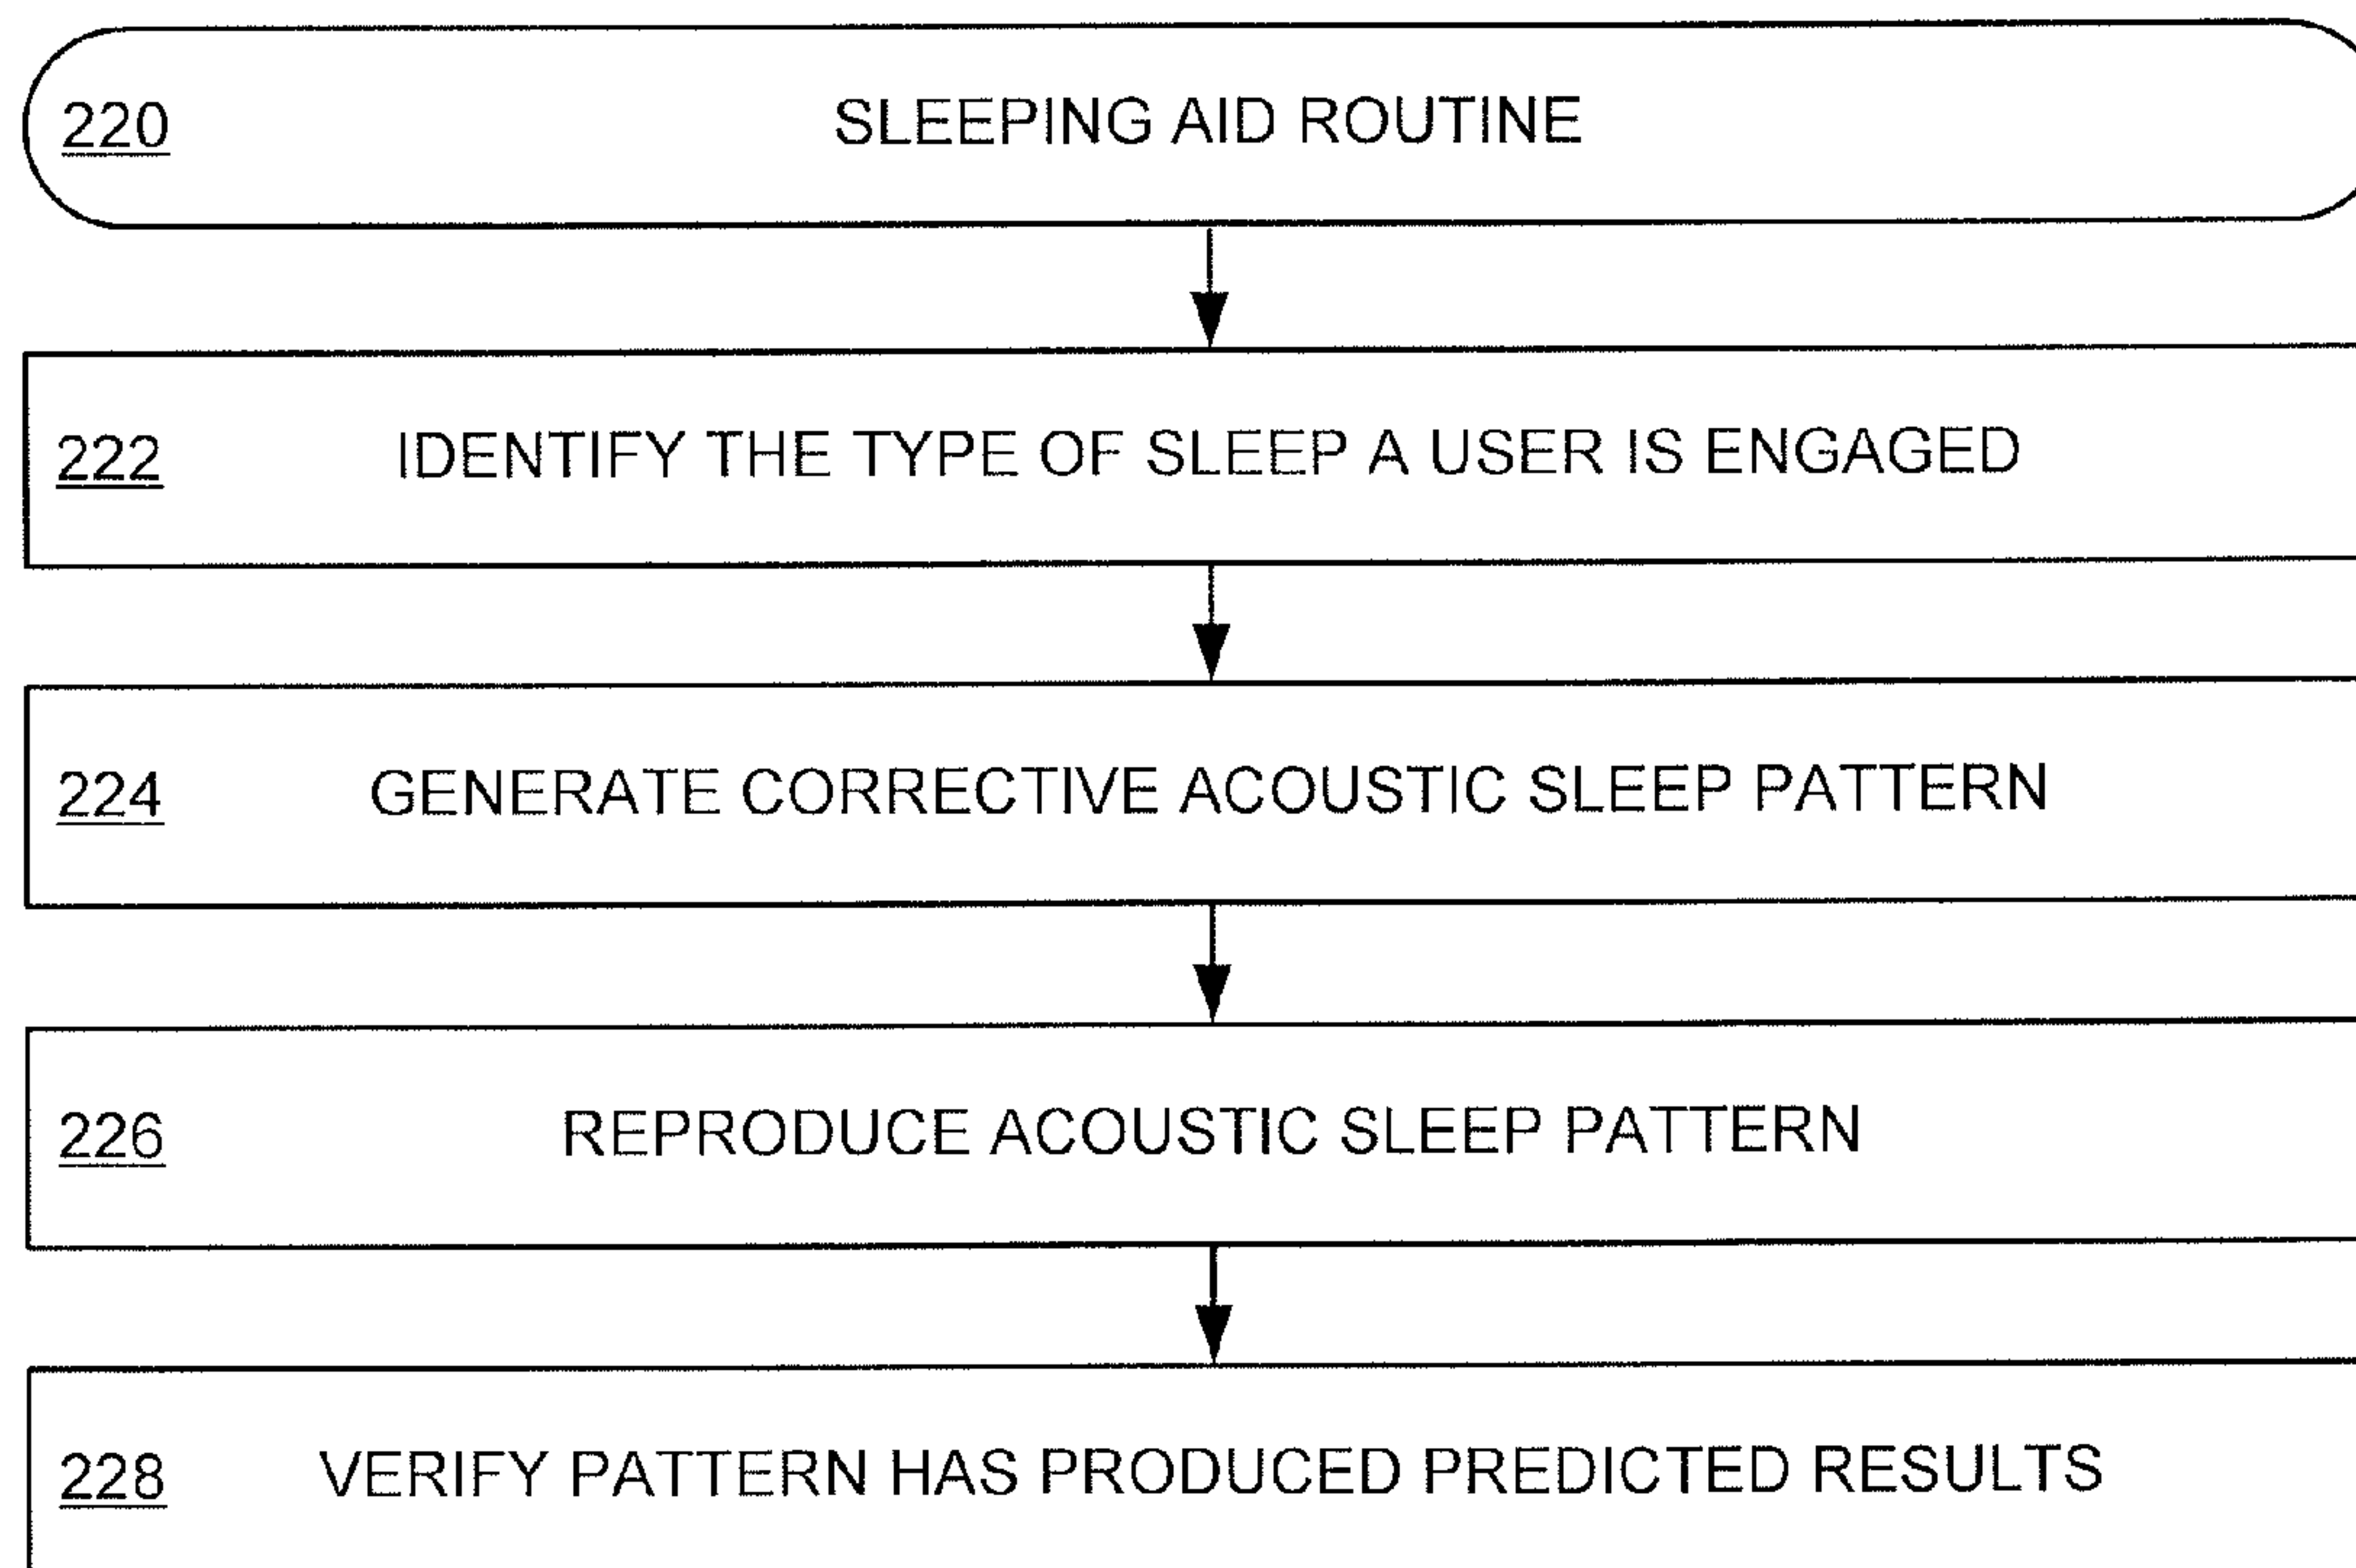 220 SLEEPING AID ROUTINE
222 IDENTIFY THE TYPE OF SLEEP A USER IS ENGAGED
224 GENERATE CORRECTIVE ACOUSTIC SLEEP PATTERN
226 REPRODUCE ACOUSTIC SLEEP PATTERN
228 VERIFY PATTERN HAS PRODUCED PREDICTED RESULTS